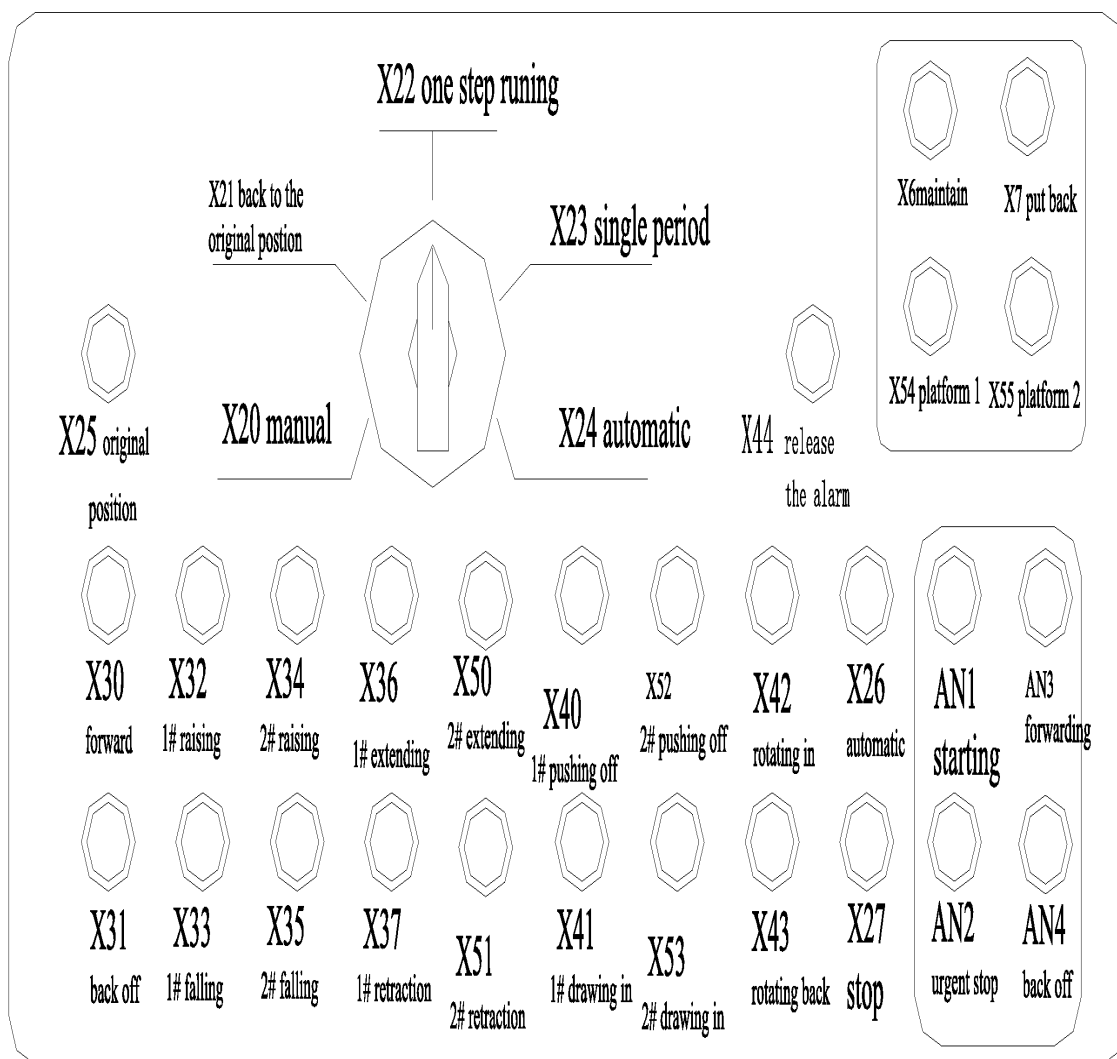 X22 one step runing
X21 back to the
original postion
X23 single period
X6maintain
X7 put back
X25 original
position
X20 manual
X24 automatic
X44 release
the alarm
X54 platform 1
X55 platform 2
X30
forward
X32
1# raising
X34
2# raising
X36
1# extending
X50
2# extending
X40
1# pushing off
X52
2# pushing off
X42
rotating in
X26
automatic
AN1
starting
AN3
forwarding
X31
back off
X33
1# falling
X35
2# falling
X37
1# retraction
X51
2# retraction
X41
1# drawing in
X53
2# drawing in
X43
rotating back
X27
stop
AN2
urgent stop
AN4
back off